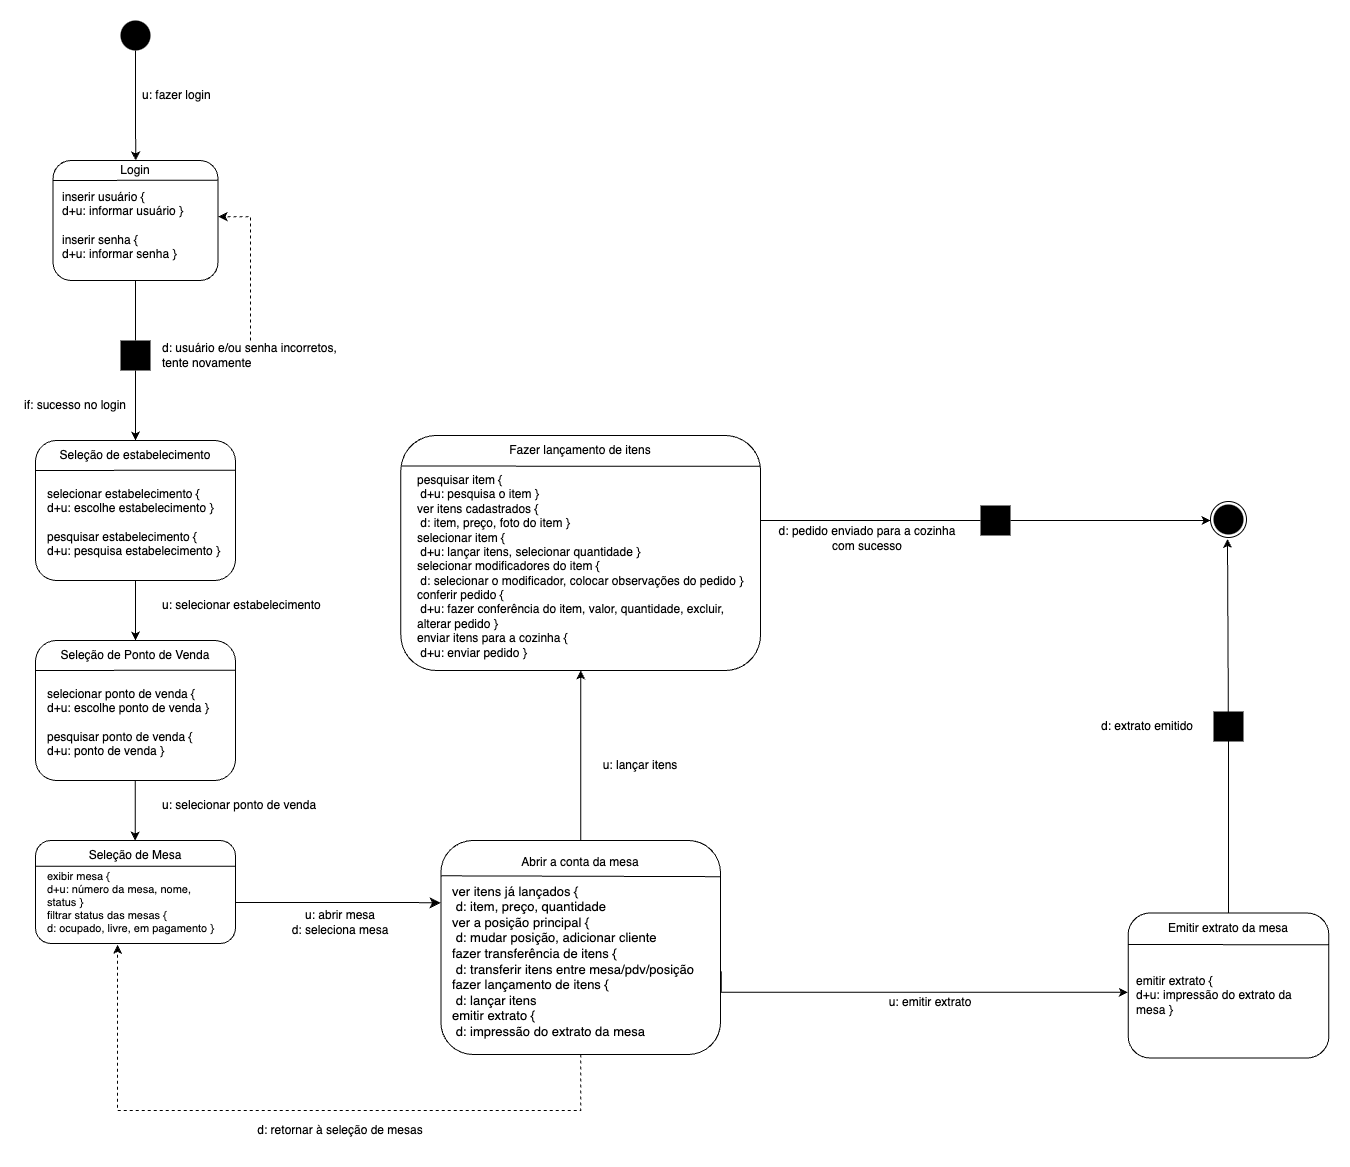 u: fazer login
Login
inserir usuário {
d+u: informar usuário }
inserir senha {
d+u: informar senha }
d: usuário e/ou senha incorretos,
tente novamente
if: sucesso no login
Seleção de estabelecimento
selecionar estabelecimento {
d+u: escolhe estabelecimento }
pesquisar estabelecimento {
d+u: pesquisa estabelecimento }
u: selecionar estabelecimento
Seleção de Ponto de Venda
selecionar ponto de venda {
d+u: escolhe ponto de venda }
pesquisar ponto de venda {
d+u: ponto de venda }
u: selecionar ponto de venda
Seleção de Mesa
exibir mesa {
d+u: número da mesa, nome,
status }
filtrar status das mesas {
d: ocupado, livre, em pagamento }
u: abrir mesa
d: seleciona mesa
Abrir a conta da mesa
ver itens já lançados {
d: item, preço, quantidade
ver a posição principal {
d: mudar posição, adicionar cliente
fazer transferência de itens {
d: transferir itens entre mesa/pdv/posição
fazer lançamento de itens {
d: lançar itens
emitir extrato {
d: impressão do extrato da mesa
d: retornar à seleção de mesas
u: lançar itens
Fazer lançamento de itens
pesquisar item {
d+u: pesquisa o item }
ver itens cadastrados {
d: item, preço, foto do item }
selecionar item {
d+u: lançar itens, selecionar quantidade }
selecionar modificadores do item {
d: selecionar o modificador, colocar observações do pedido }
conferir pedido {
d+u: fazer conferência do item, valor, quantidade, excluir,
alterar pedido }
enviar itens para a cozinha {
d+u: enviar pedido }
d: pedido enviado para a cozinha
com sucesso
u: emitir extrato
Emitir extrato da mesa
emitir extrato {
d+u: impressão do extrato da
mesa }
d: extrato emitido